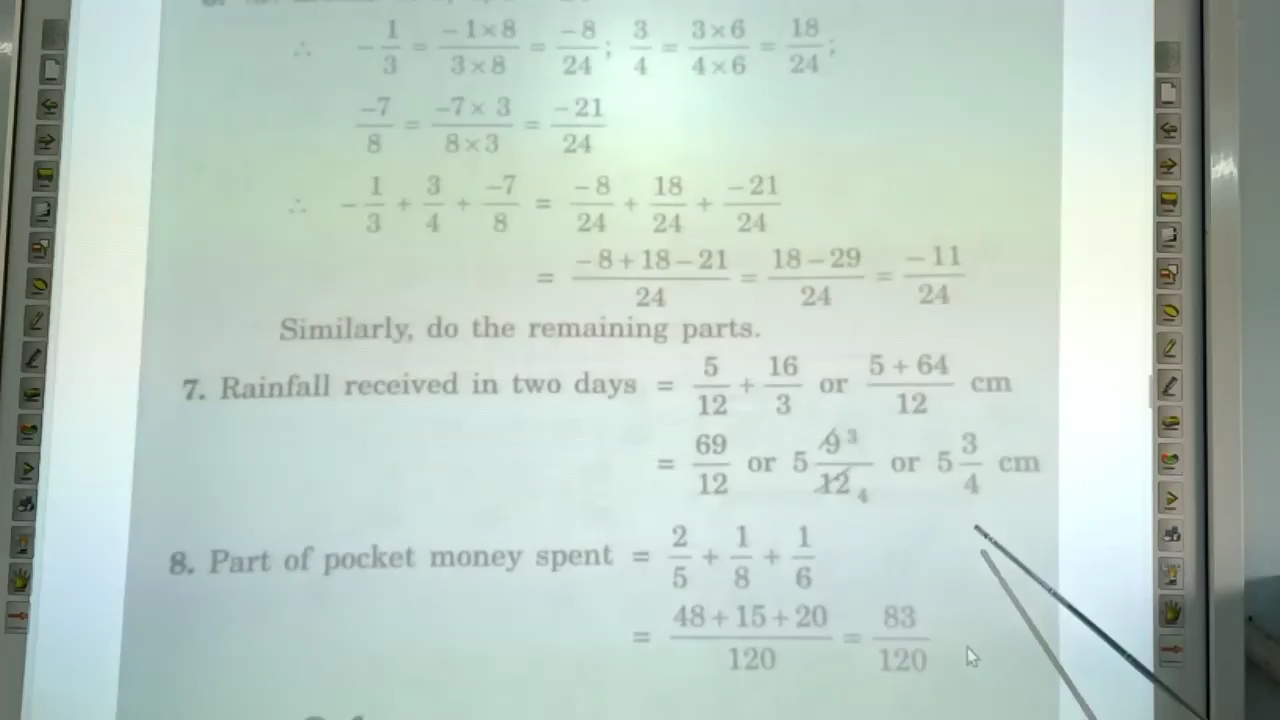 ∴ -1/3 = -1×8/3×8 = -8/24; 3/4 = 3×6/4×6 = 18/24;
-7/8 = -7×3/8×3 = -21/24
∴ -1/3 + 3/4 + -7/8 = -8/24 + 18/24 + -21/24
= -8+18-21/24 = 18-29/24 = -11/24
Similarly, do the remaining parts.
7. Rainfall received in two days = 5/12 + 16/3 or 5+64/12 cm
= 69/12 or 5 9 3/12 4 or 5 3/4 cm
8. Part of pocket money spent = 2/5 + 1/8 + 1/6
= 48+15+20/120 = 83/120